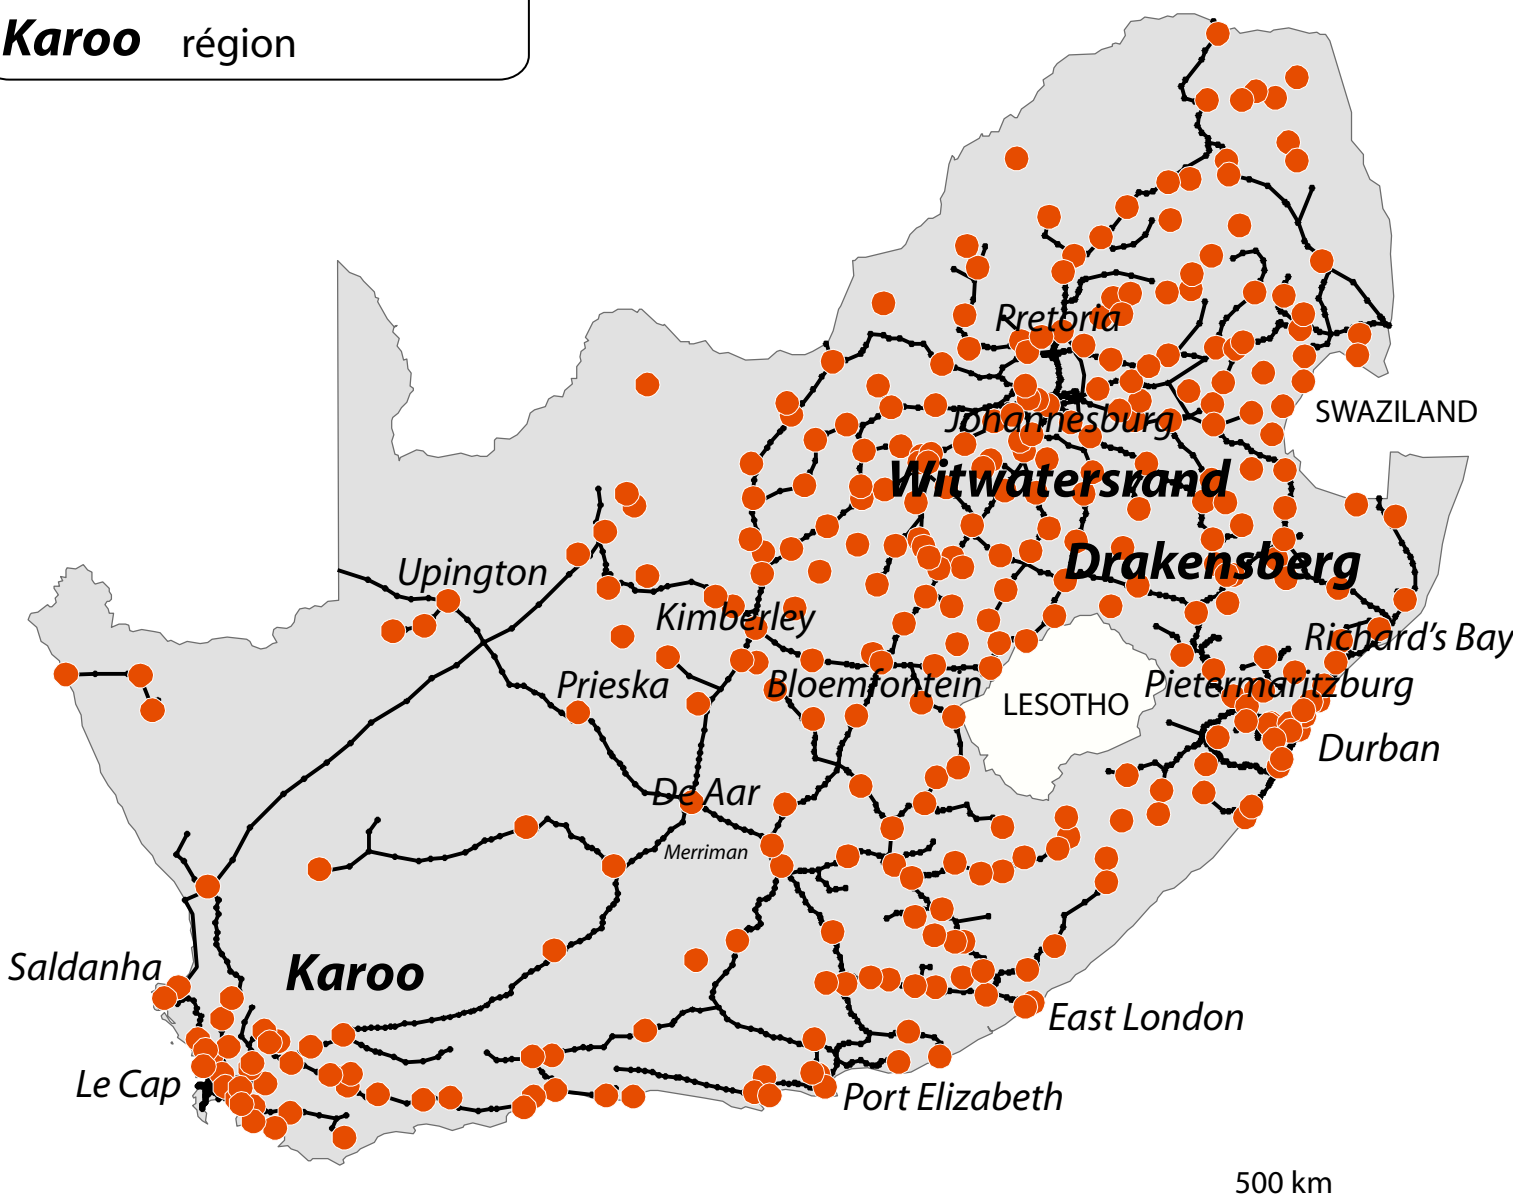 Karoo région
Pretoria
Johannesburg
SWAZILAND
Witwatersrand
Drakensberg
Upington
Kimberley
Richard's Bay
Prieska
Bloemfontein
Pietermaritzburg
LESOTHO
Durban
De Aar
Merriman
Saldanha
Karoo
East London
Le Cap
Port Elizabeth
500 km